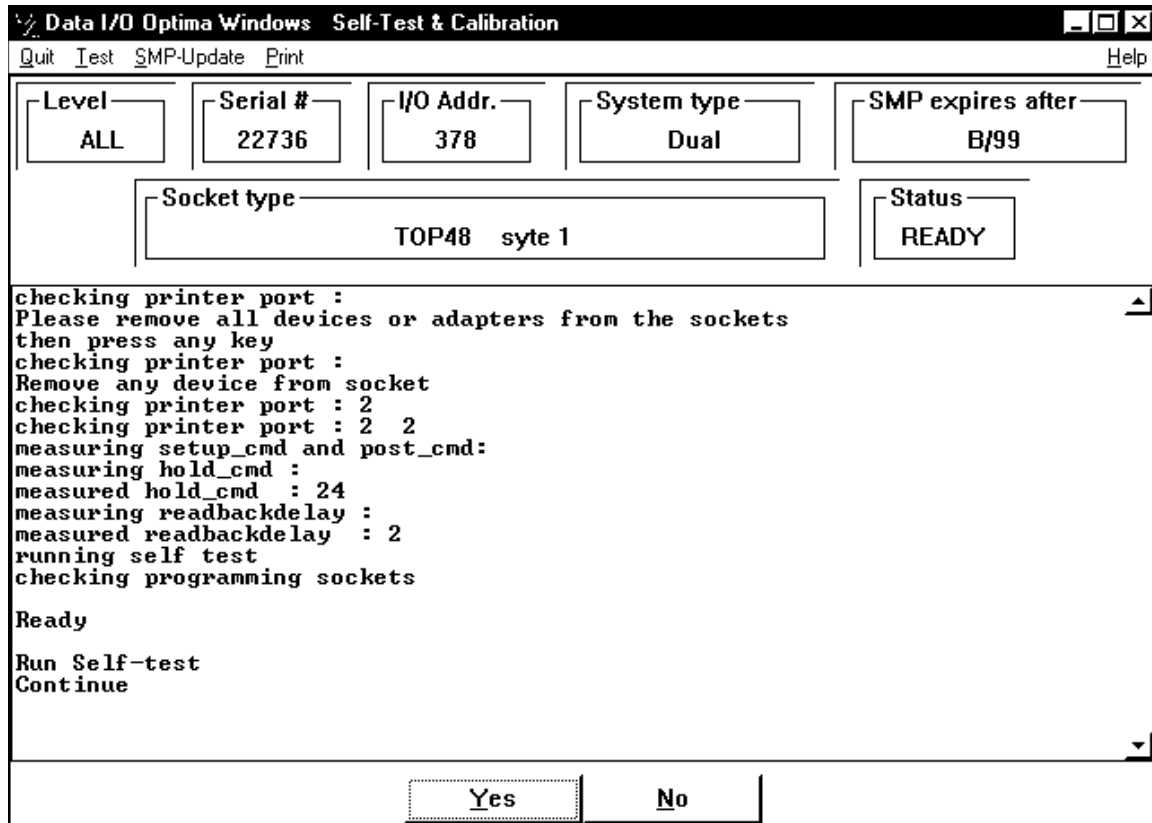 Data I/O Optima Windows Self-Test & Calibration
Quit Test SMP-Update Print Help
Level Serial # I/O Addr. System type SMP expires after
ALL 22736 378 Dual B/99
Socket type Status
TOP48 syte 1 READY
checking printer port :
Please remove all devices or adapters from the sockets
then press any key
checking printer port :
Remove any device from socket
checking printer port : 2
checking printer port : 2 2
measuring setup_cmd and post_cmd:
measuring hold_cmd :
measured hold_cmd : 24
measuring readbackdelay :
measured readbackdelay : 2
running self test
checking programming sockets
Ready
Run Self-test
Continue
Yes No